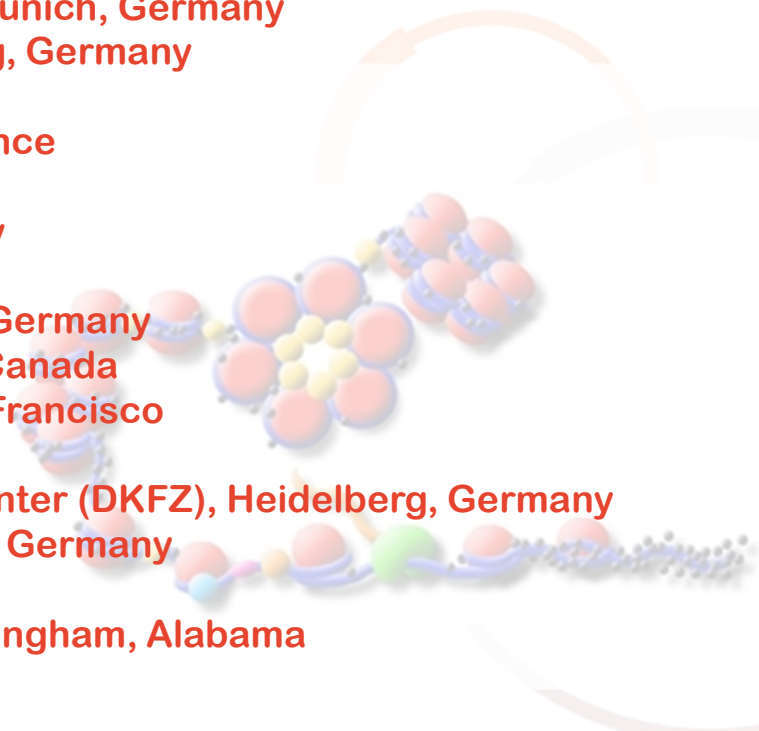 unich, Germany
g, Germany
nce
y
Germany
Canada
Francisco
nter (DKFZ), Heidelberg, Germany
Germany
ngham, Alabama